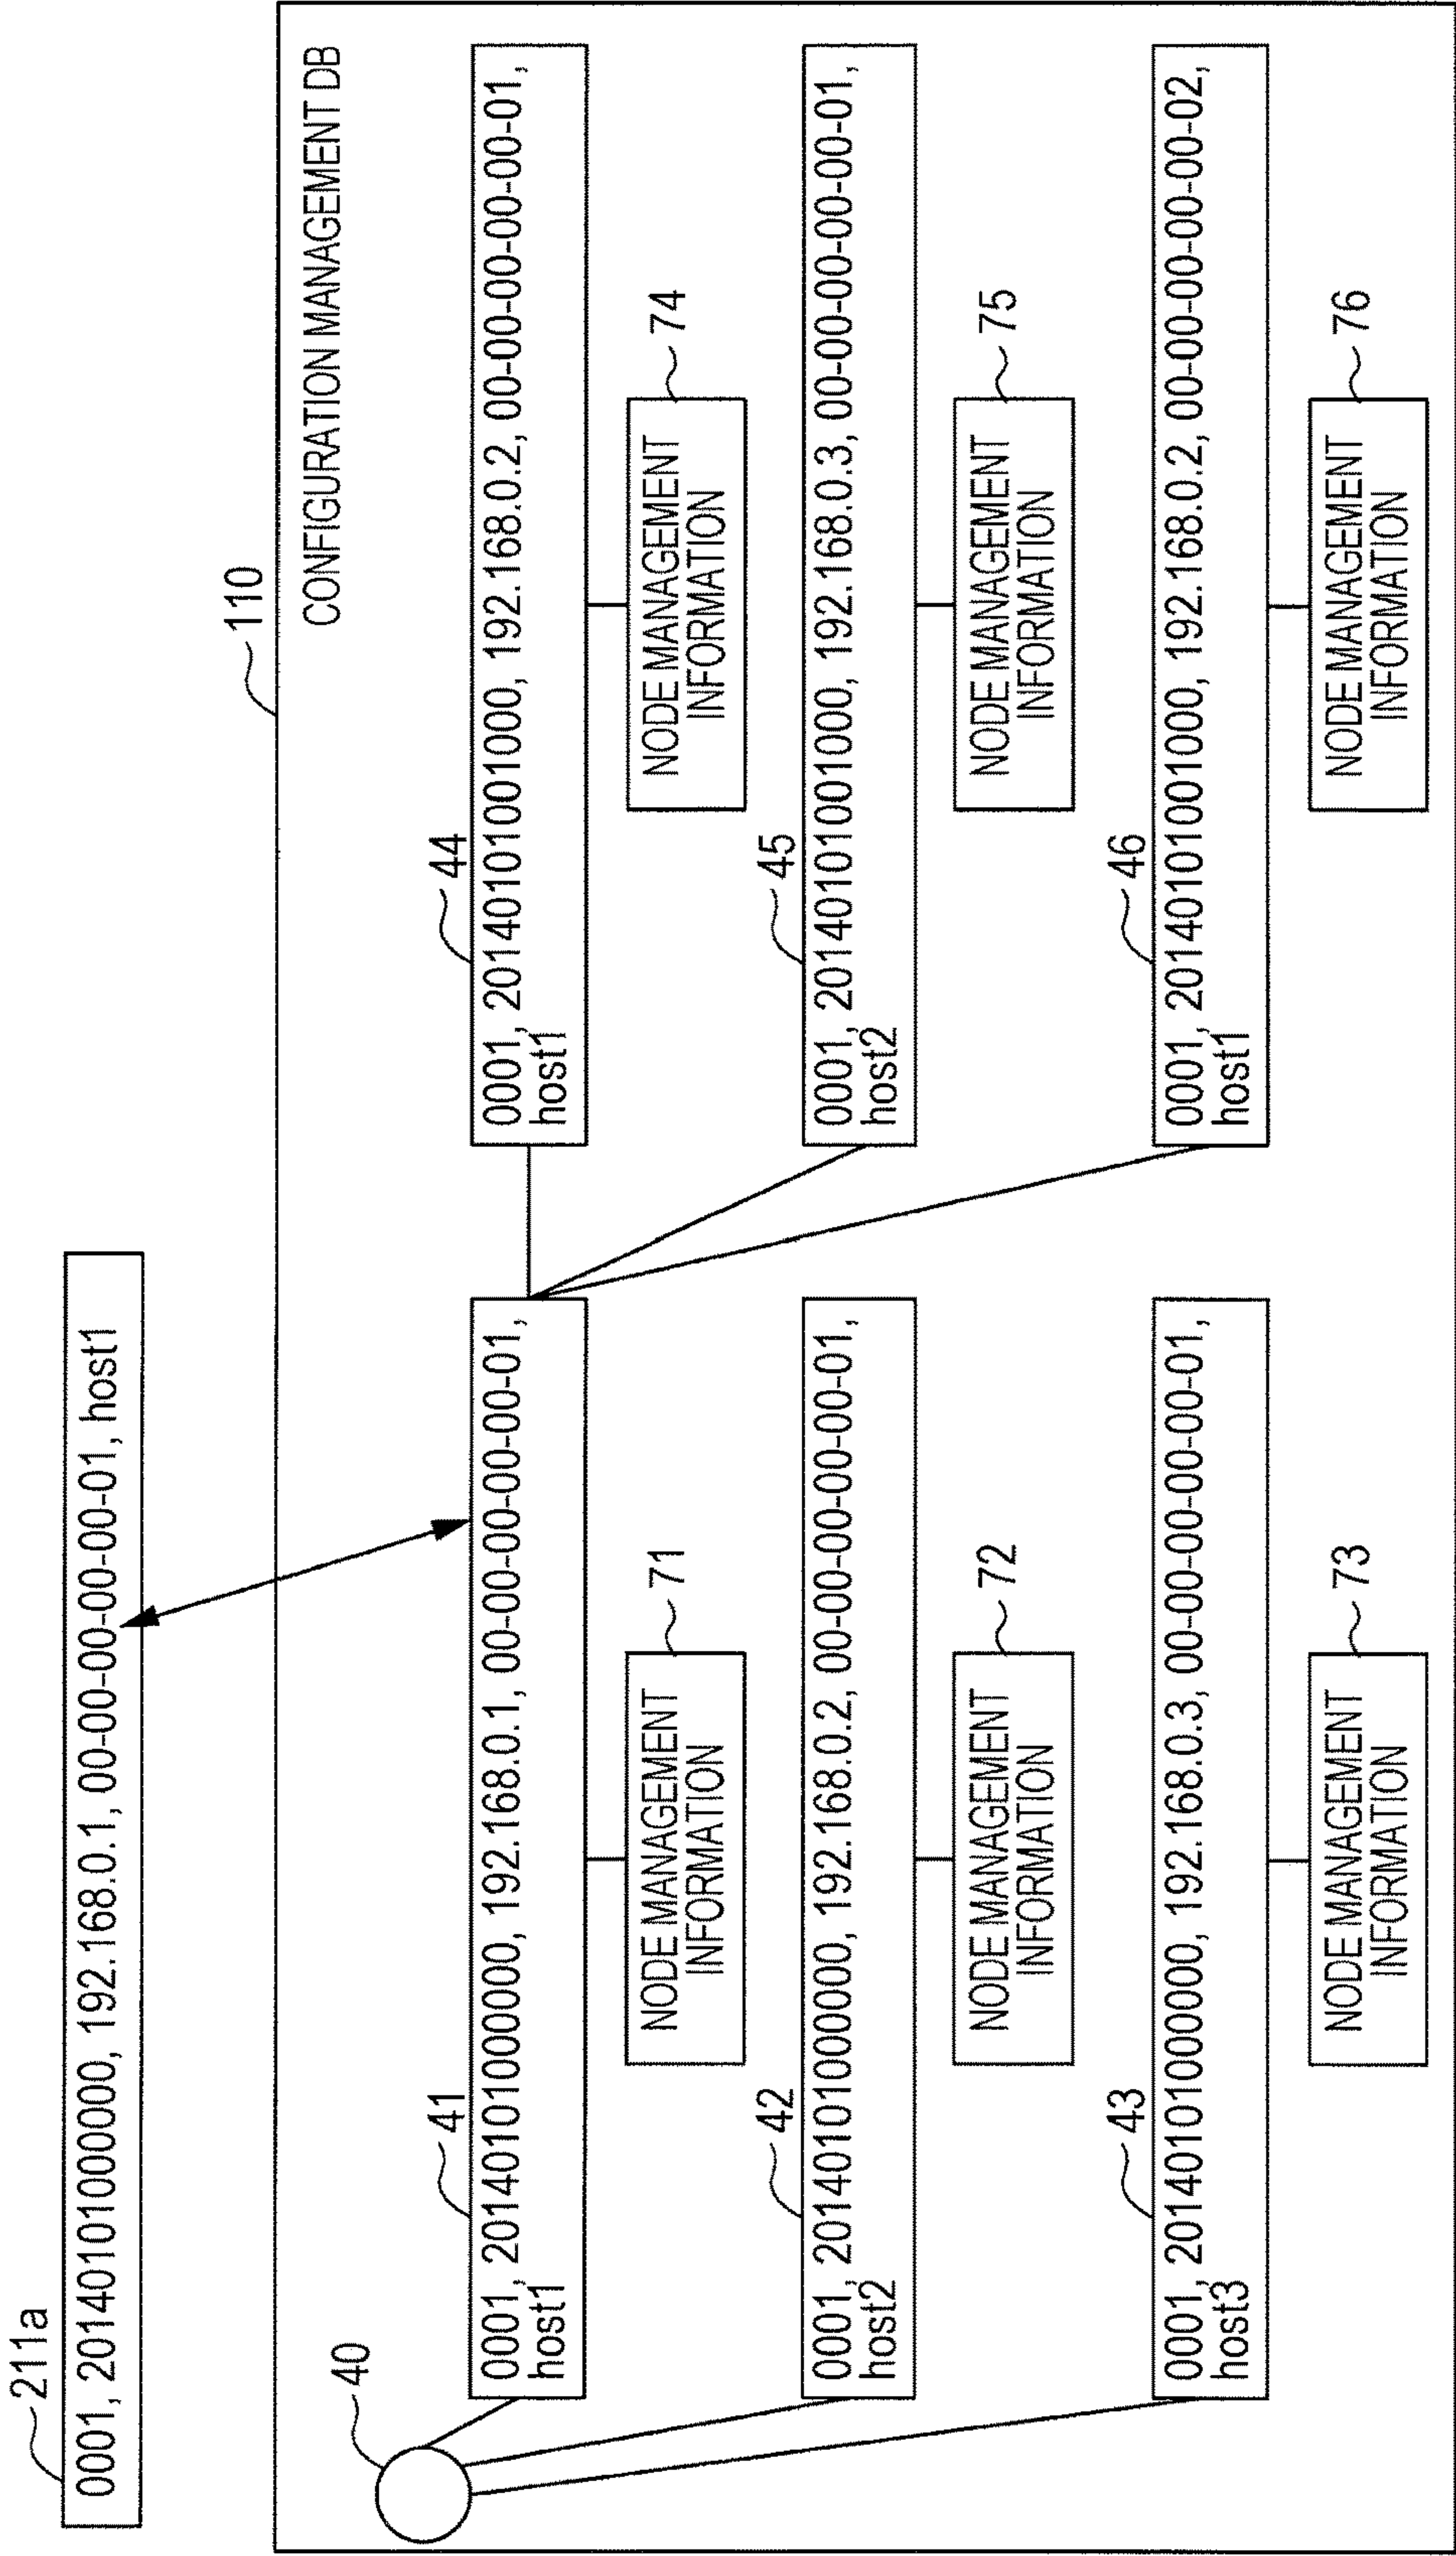 211a
0001, 20140101000000, 192.168.0.1, 00-00-00-00-00-01, host1
110
CONFIGURATION MANAGEMENT DB
40
41
0001, 20140101000000, 192.168.0.1, 00-00-00-00-00-01,
host1
71
NODE MANAGEMENT
INFORMATION
44
0001, 20140101001000, 192.168.0.2, 00-00-00-00-00-01,
host1
74
NODE MANAGEMENT
INFORMATION
42
0001, 20140101000000, 192.168.0.2, 00-00-00-00-00-01,
host2
72
NODE MANAGEMENT
INFORMATION
45
0001, 20140101001000, 192.168.0.3, 00-00-00-00-00-01,
host2
75
NODE MANAGEMENT
INFORMATION
43
0001, 20140101000000, 192.168.0.3, 00-00-00-00-00-01,
host3
73
NODE MANAGEMENT
INFORMATION
46
0001, 20140101001000, 192.168.0.2, 00-00-00-00-00-02,
host1
76
NODE MANAGEMENT
INFORMATION